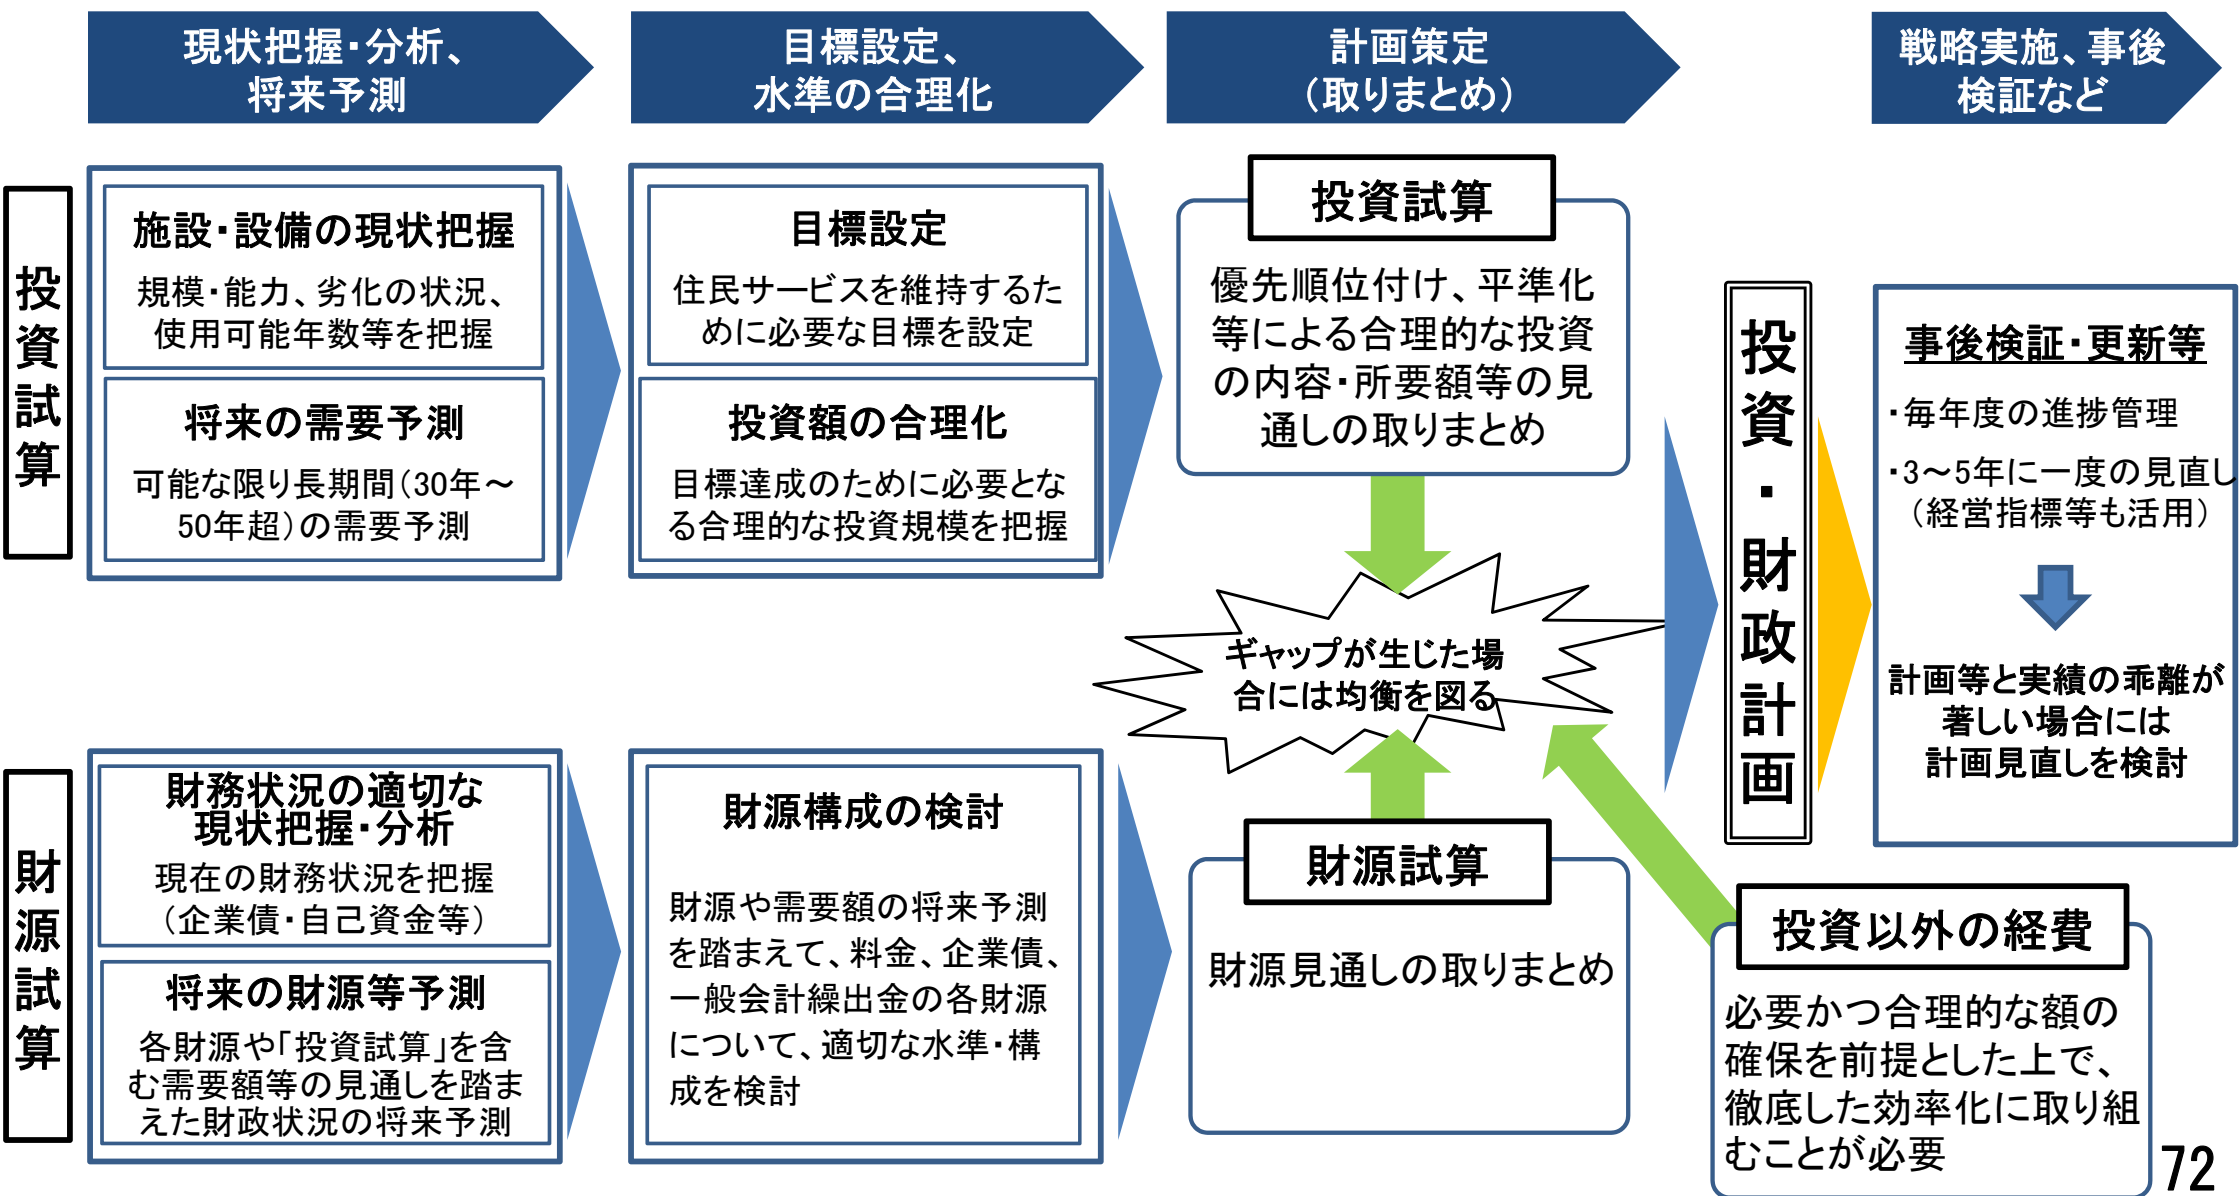 現状把握・分析、
将来予測
目標設定、
水準の合理化
計画策定
（取りまとめ）
戦略実施、事後
検証など
投資試算
施設・設備の現状把握
規模・能力、劣化の状況、
使用可能年数等を把握
将来の需要予測
可能な限り長期間（30年～
50年超）の需要予測
目標設定
住民サービスを維持するた
めに必要な目標を設定
投資額の合理化
目標達成のために必要とな
る合理的な投資規模を把握
投資試算
優先順位付け、平準化
等による合理的な投資
の内容・所要額等の見
通しの取りまとめ
ギャップが生じた場
合には均衡を図る
投資・財政計画
事後検証・更新等
・毎年度の進捗管理
・3～5年に一度の見直し
（経営指標等も活用）
計画等と実績の乖離が
著しい場合には
計画見直しを検討
財源試算
財務状況の適切な
現状把握・分析
現在の財務状況を把握
（企業債・自己資金等）
将来の財源等予測
各財源や「投資試算」を含
む需要額等の見通しを踏ま
えた財政状況の将来予測
財源構成の検討
財源や需要額の将来予測
を踏まえて、料金、企業債、
一般会計繰出金の各財源
について、適切な水準・構
成を検討
財源試算
財源見通しの取りまとめ
投資以外の経費
必要かつ合理的な額の
確保を前提とした上で、
徹底した効率化に取り組
むことが必要
72